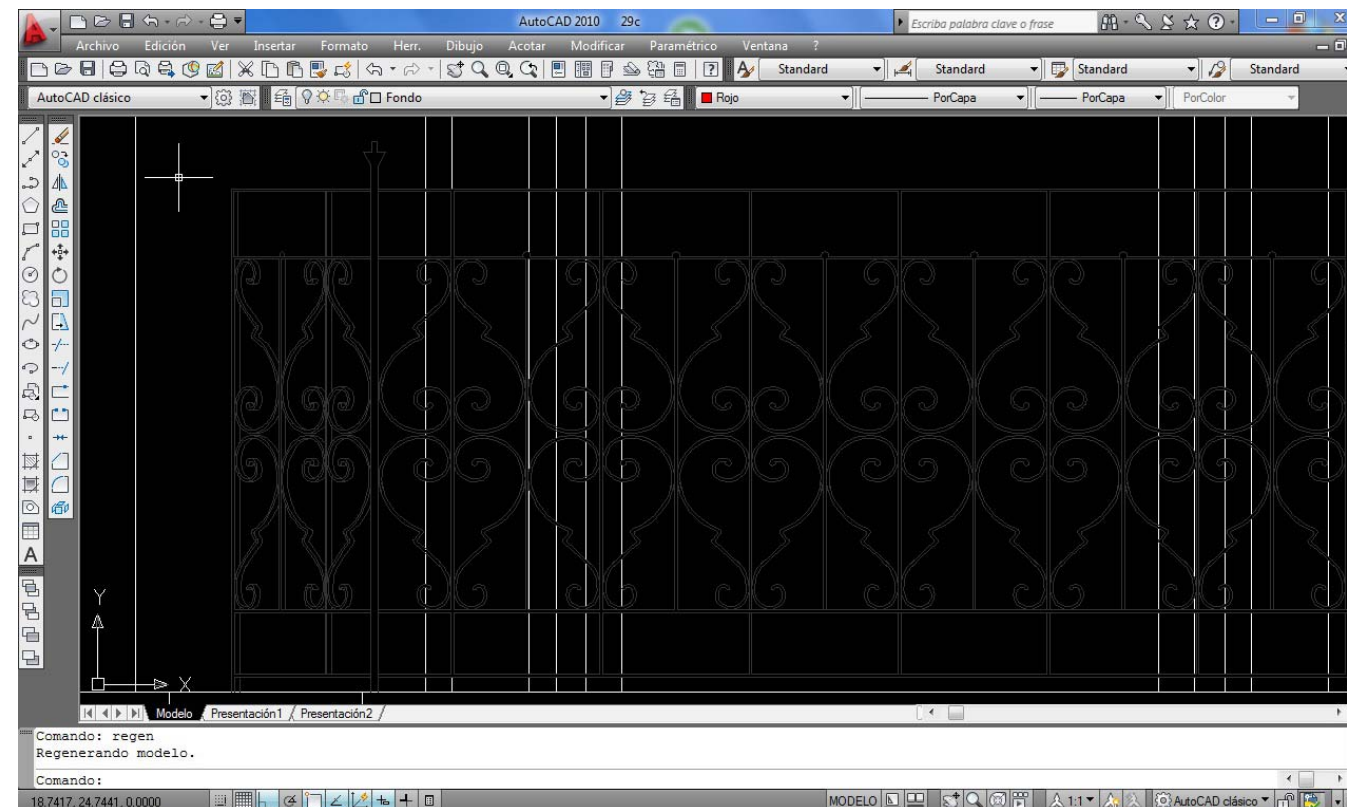 AutoCAD 2010 29c
Escriba palabra clave o frase
Archivo Edición Ver Insertar Formato Herr. Dibujo Acotar Modificar Paramétrico Ventana ?
Standard Standard Standard Standard
AutoCAD clásico Fondo Rojo PorCapa PorCapa PorColor
A
Y
X
Modelo Presentación1 Presentación2
Comando: regen
Regenerando modelo.
Comando:
18.7417, 24.7441, 0.0000 MODELO 1:1 AutoCAD clásico